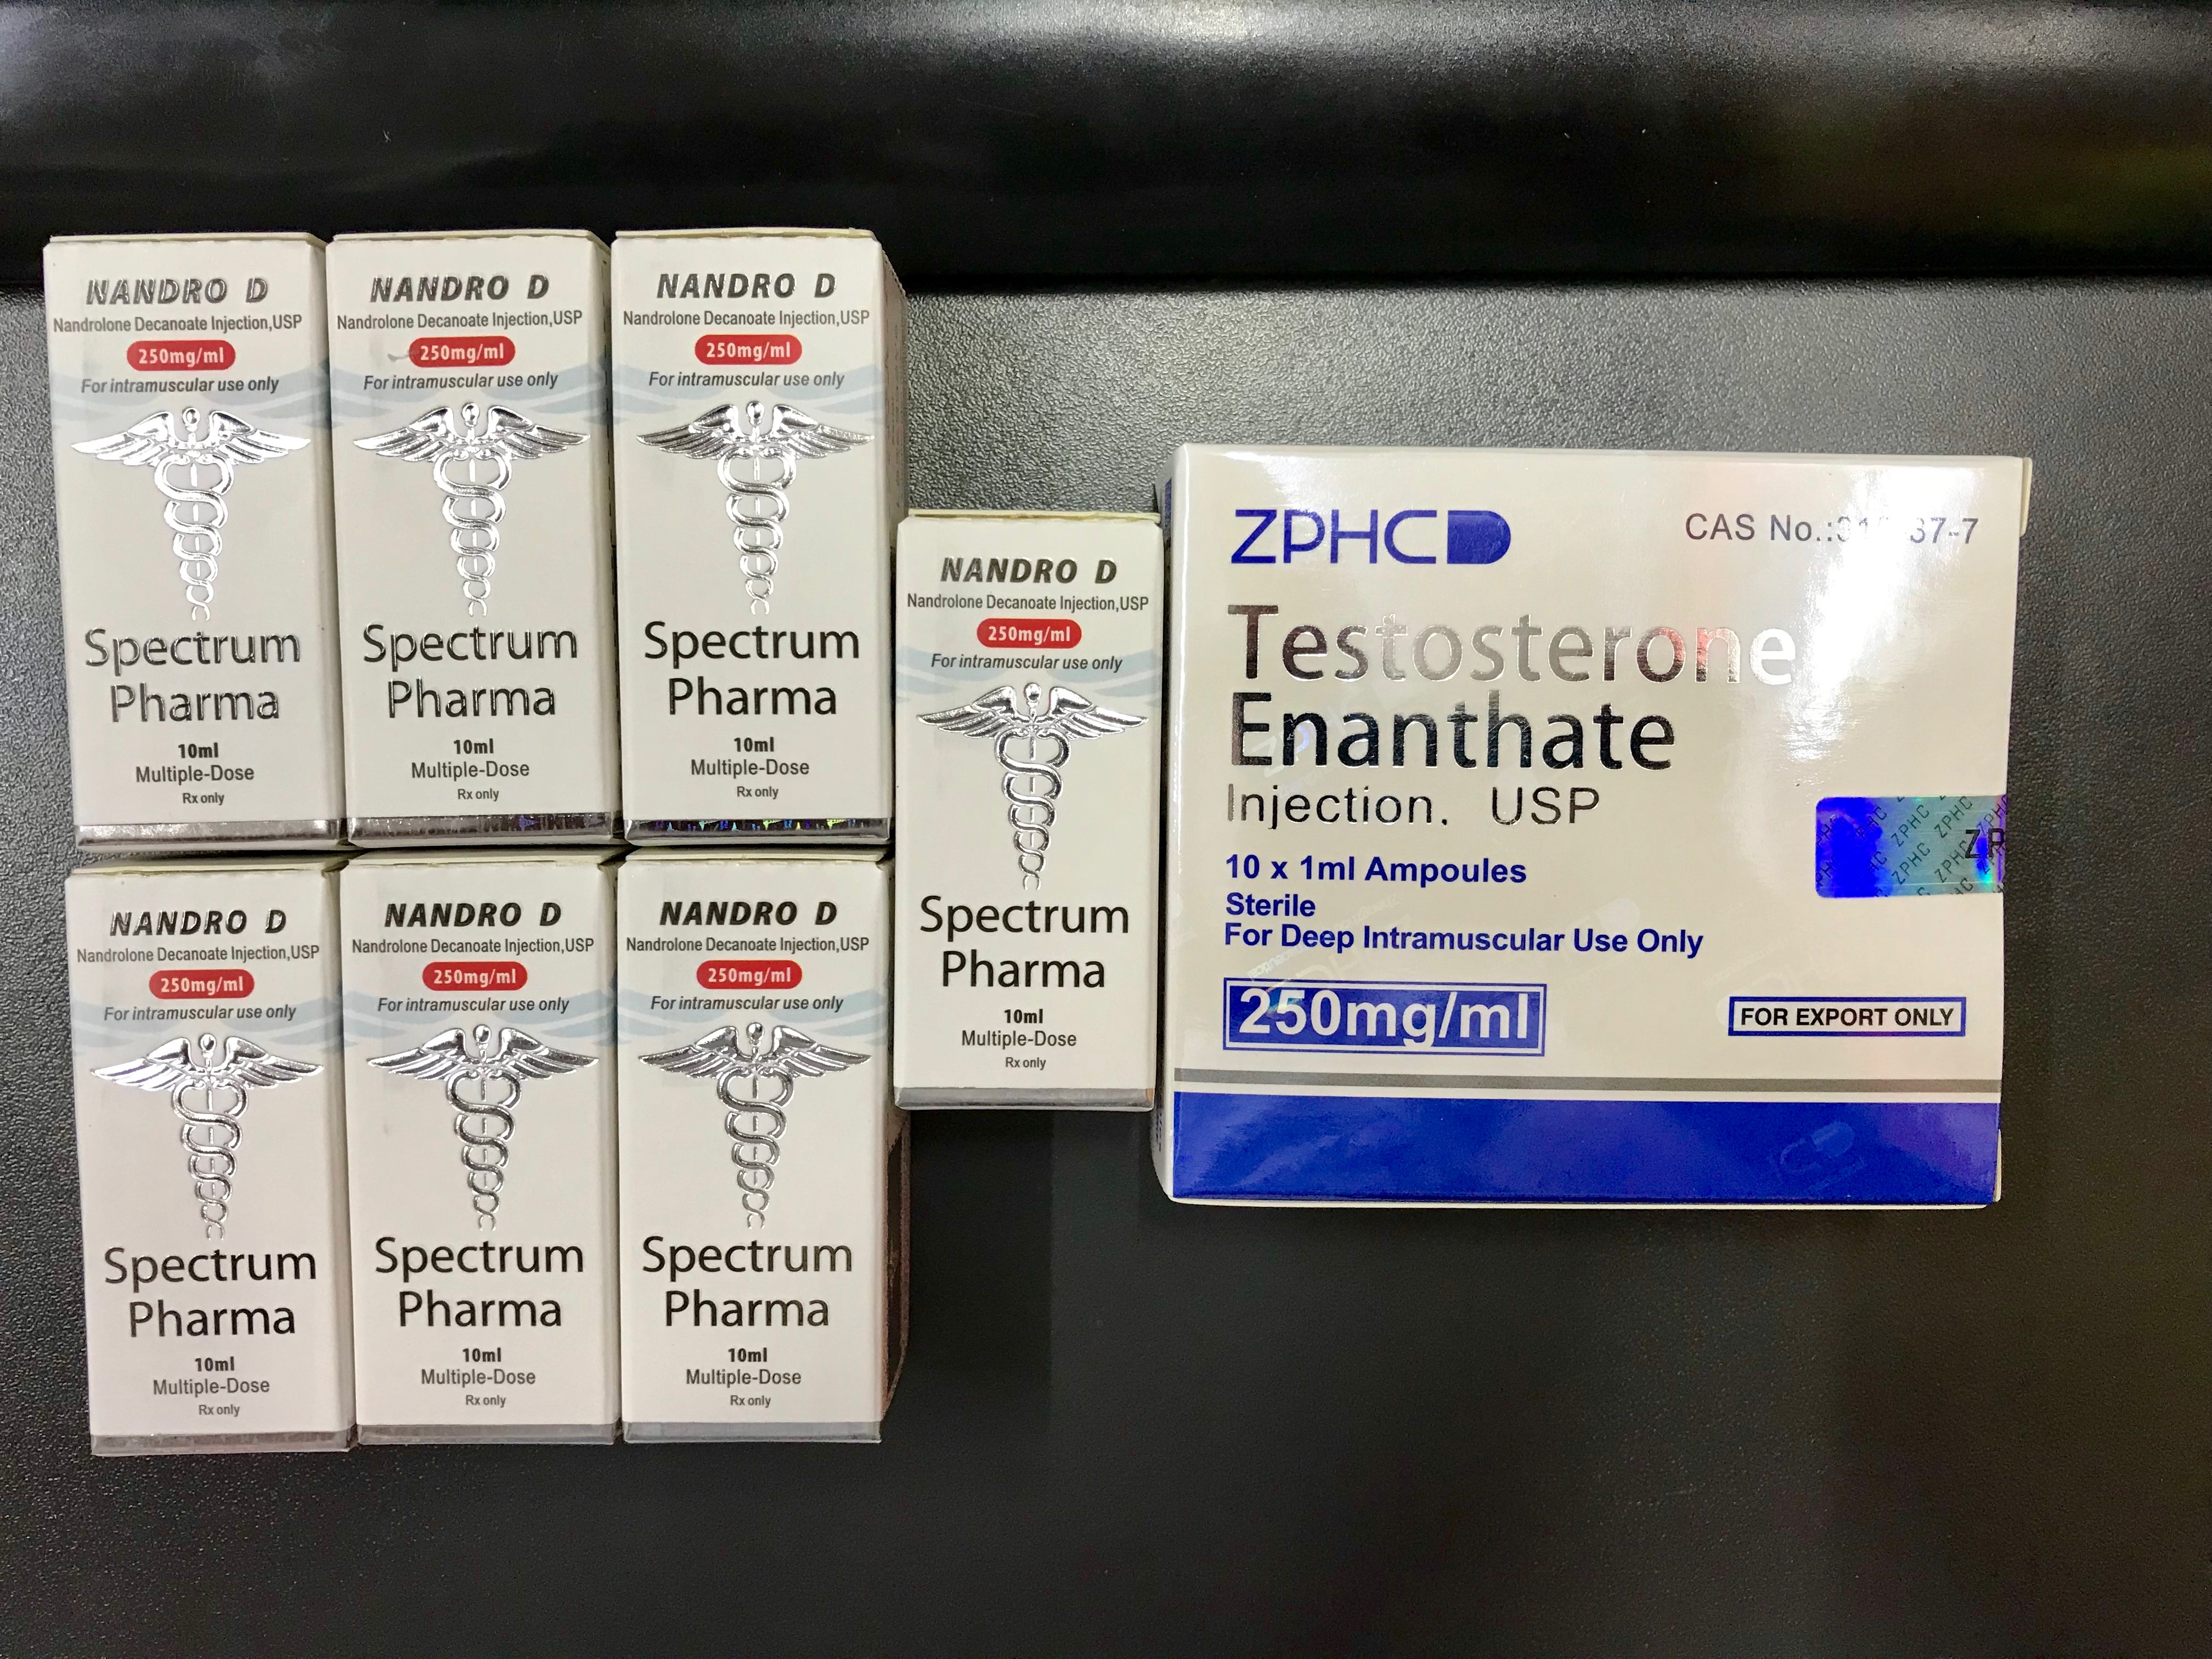 NANDRO D
Nandrolone Decanoate Injection,USP
250mg/ml
For intramuscular use only
Spectrum
Pharma
10ml
Multiple-Dose
Rx only
NANDRO D
Nandrolone Decanoate Injection,USP
250mg/ml
For intramuscular use only
Spectrum
Pharma
10ml
Multiple-Dose
Rx only
NANDRO D
Nandrolone Decanoate Injection,USP
250mg/ml
For intramuscular use only
Spectrum
Pharma
10ml
Multiple-Dose
Rx only
NANDRO D
Nandrolone Decanoate Injection,USP
250mg/ml
For intramuscular use only
Spectrum
Pharma
10ml
Multiple-Dose
Rx only
NANDRO D
Nandrolone Decanoate Injection,USP
250mg/ml
For intramuscular use only
Spectrum
Pharma
10ml
Multiple-Dose
Rx only
NANDRO D
Nandrolone Decanoate Injection,USP
250mg/ml
For intramuscular use only
Spectrum
Pharma
10ml
Multiple-Dose
Rx only
NANDRO D
Nandrolone Decanoate Injection,USP
250mg/ml
For intramuscular use only
Spectrum
Pharma
10ml
Multiple-Dose
Rx only
ZPHC
CAS No.:
Testosterone
Enanthate
Injection. USP
10 x 1ml Ampoules
Sterile
For Deep Intramuscular Use Only
250mg/ml
FOR EXPORT ONLY
ZPHC ZPHC ZPHC